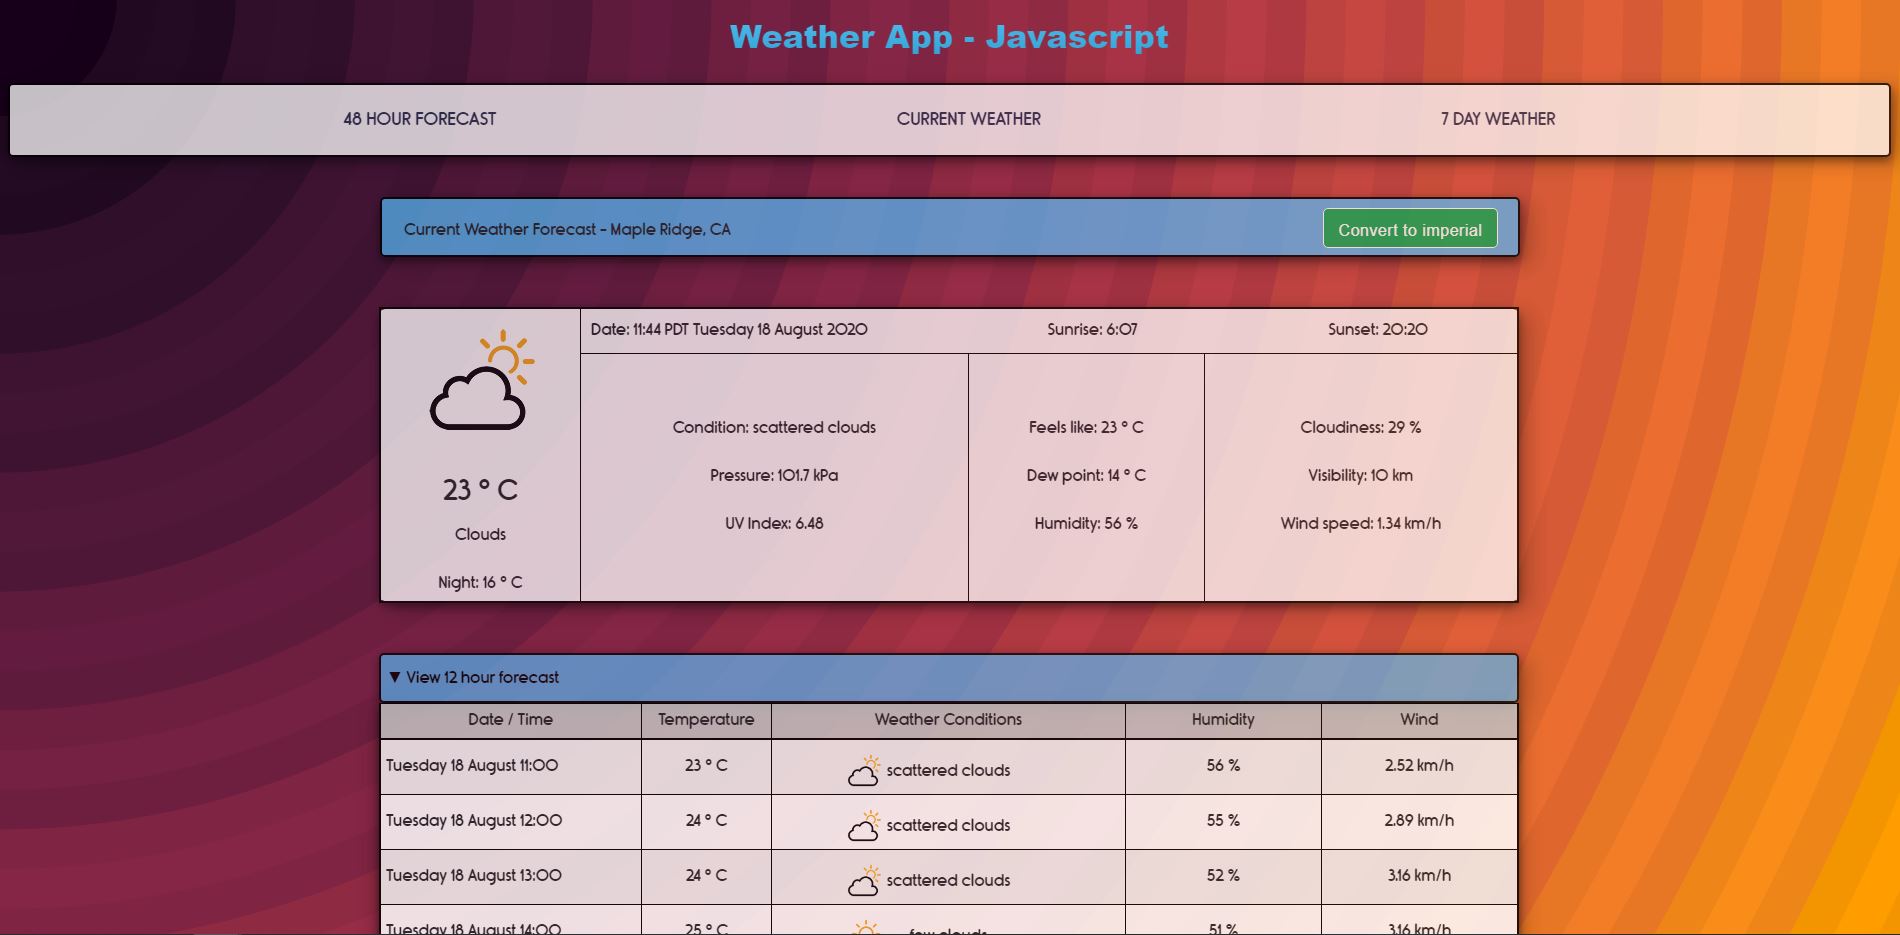 Weather App - Javascript
48 HOUR FORECAST CURRENT WEATHER 7 DAY WEATHER
Current Weather Forecast - Maple Ridge, CA Convert to imperial
Date: 11:44 PDT Tuesday 18 August 2020 Sunrise: 6:07 Sunset: 20:20
Condition: scattered clouds Feels like: 23 ° C Cloudiness: 29 %
Pressure: 101.7 kPa Dew point: 14 ° C Visibility: 10 km
23 ° C
UV Index: 6.48 Humidity: 56 % Wind speed: 1.34 km/h
Clouds
Night: 16 ° C
▼ View 12 hour forecast
Date / Time Temperature Weather Conditions Humidity Wind
Tuesday 18 August 11:00 23 ° C scattered clouds 56 % 2.52 km/h
Tuesday 18 August 12:00 24 ° C scattered clouds 55 % 2.89 km/h
Tuesday 18 August 13:00 24 ° C scattered clouds 52 % 3.16 km/h
Tuesday 18 August 14:00 25 ° C few clouds 51 % 3.16 km/h